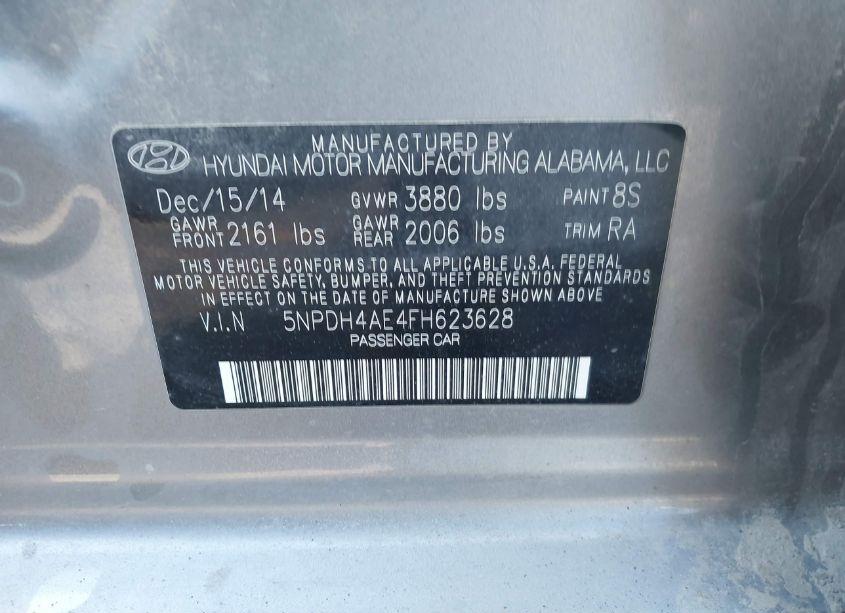 MANUFACTURED BY
HYUNDAI MOTOR MANUFACTURING ALABAMA, LLC
Dec/15/14 GVWR 3880 lbs PAINT 8S
GAWR FRONT 2161 lbs GAWR REAR 2006 lbs TRIM RA
THIS VEHICLE CONFORMS TO ALL APPLICABLE U.S.A. FEDERAL
MOTOR VEHICLE SAFETY, BUMPER, AND THEFT PREVENTION STANDARDS
IN EFFECT ON THE DATE OF MANUFACTURE SHOWN ABOVE
V.I.N 5NPDH4AE4FH623628
PASSENGER CAR